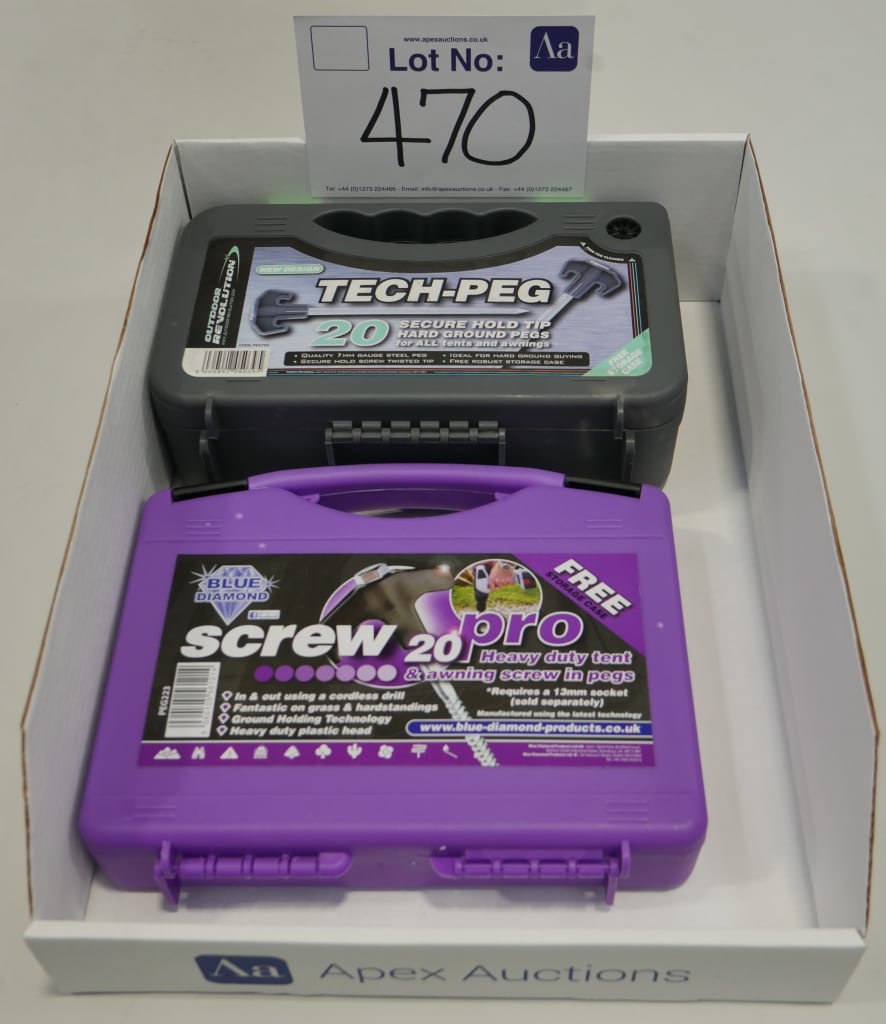 www.apexauctions.co.uk
Lot No:
Aa
470
Tel: +44 (0)1273 224466 - Email: info@apexauctions.co.uk - Fax: +44 (0)1273 224467
OUTDOOR
REVOLUTION
NEW DESIGN
TECH-PEG
20 SECURE HOLD TIP
HARD GROUND PEGS
for ALL tents and awnings
• QUALITY 7MM GAUGE STEEL PEG
• SECURE HOLD SCREW TWISTED TIP
• IDEAL FOR HARD GROUND GUYING
• FREE ROBUST STORAGE CASE
FREE
STORAGE
CASE
BLUE
DIAMOND
FREE
STORAGE CASE
screw 20 pro
Heavy duty tent
& awning screw in pegs
PEG223
In & out using a cordless drill
Fantastic on grass & hardstandings
Ground Holding Technology
Heavy duty plastic head
*Requires a 13mm socket
(sold separately)
Manufactured using the latest technology
www.blue-diamond-products.co.uk
Aa Apex Auctions